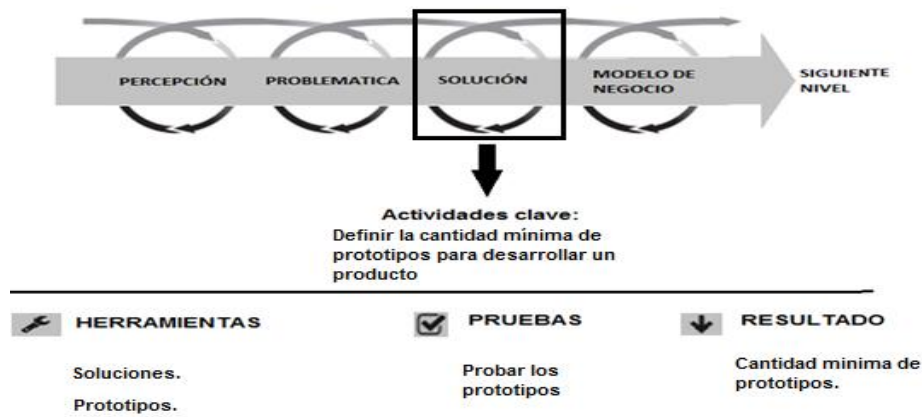 PERCEPCIÓN
PROBLEMATICA
SOLUCIÓN
MODELO DE
NEGOCIO
SIGUIENTE
NIVEL
Actividades clave:
Definir la cantidad mínima de
prototipos para desarrollar un
producto
HERRAMIENTAS
Soluciones.
Prototipos.
PRUEBAS
Probar los
prototipos
RESULTADO
Cantidad minima de
prototipos.